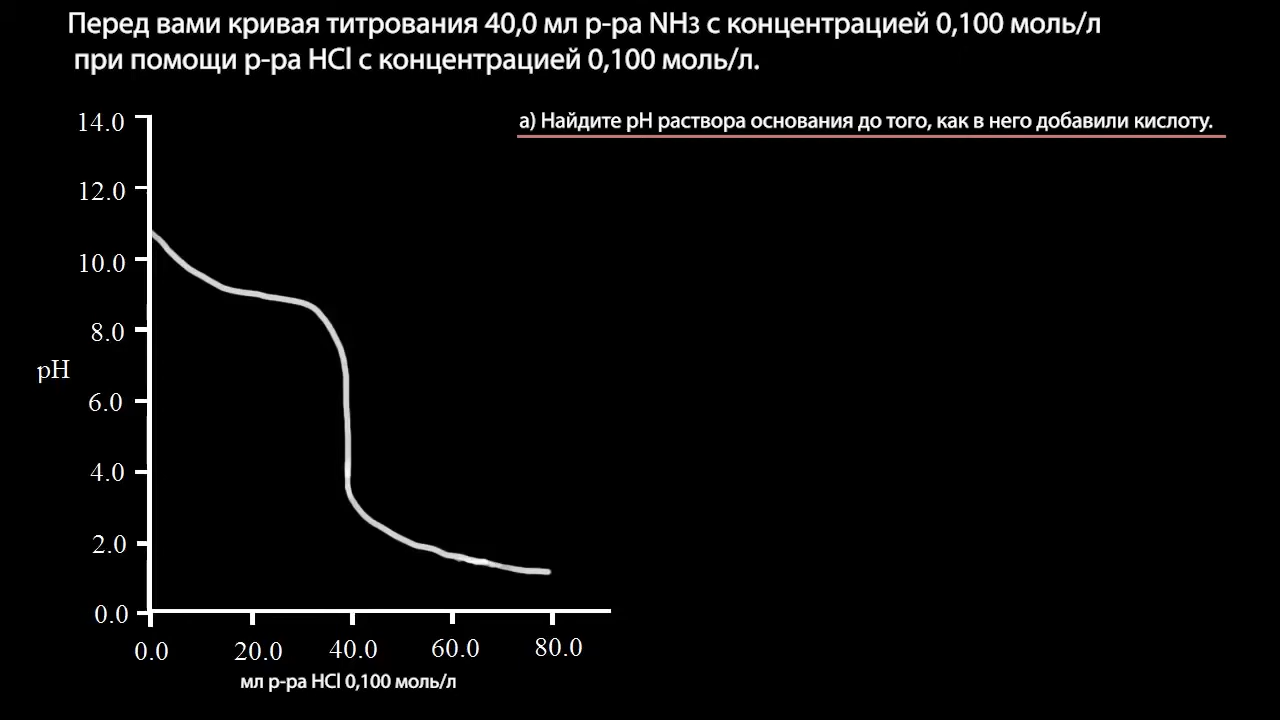 Перед вами кривая титрования 40,0 мл р-ра NH3 с концентрацией 0,100 моль/л
при помощи р-ра HCl с концентрацией 0,100 моль/л.
а) Найдите pH раствора основания до того, как в него добавили кислоту.
14.0
12.0
10.0
8.0
pH
6.0
4.0
2.0
0.0
0.0 20.0 40.0 60.0 80.0
мл р-ра HCl 0,100 моль/л